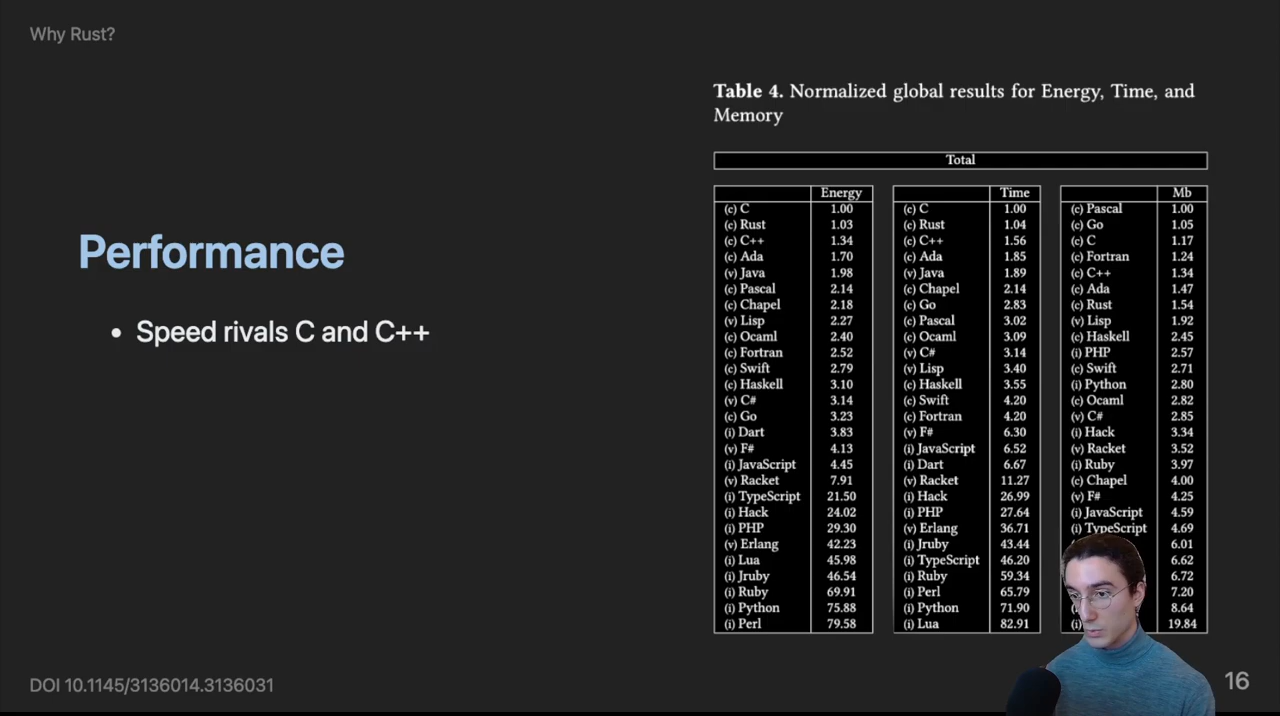 Why Rust?
Table 4. Normalized global results for Energy, Time, and
Memory
Performance
• Speed rivals C and C++
Total
Energy
(c) C 1.00
(c) Rust 1.03
(c) C++ 1.34
(c) Ada 1.70
(v) Java 1.98
(c) Pascal 2.14
(c) Chapel 2.18
(v) Lisp 2.27
(c) Ocaml 2.40
(c) Fortran 2.52
(c) Swift 2.79
(c) Haskell 3.10
(v) C# 3.14
(c) Go 3.23
(i) Dart 3.83
(v) F# 4.13
(i) JavaScript 4.45
(v) Racket 7.91
(i) TypeScript 21.50
(i) Hack 24.02
(i) PHP 29.30
(v) Erlang 42.23
(i) Lua 45.98
(i) Jruby 46.54
(i) Ruby 69.91
(i) Python 75.88
(i) Perl 79.58
Time
(c) C 1.00
(c) Rust 1.04
(c) C++ 1.56
(c) Ada 1.85
(v) Java 1.89
(c) Chapel 2.14
(c) Go 2.83
(c) Pascal 3.02
(c) Ocaml 3.09
(v) C# 3.14
(v) Lisp 3.40
(c) Haskell 3.55
(c) Swift 4.20
(c) Fortran 4.20
(v) F# 6.30
(i) JavaScript 6.52
(i) Dart 6.67
(v) Racket 11.27
(i) Hack 26.99
(i) PHP 27.64
(v) Erlang 36.71
(i) Jruby 43.44
(i) TypeScript 46.20
(i) Ruby 59.34
(i) Perl 65.79
(i) Python 71.90
(i) Lua 82.91
Mb
(c) Pascal 1.00
(c) Go 1.05
(c) C 1.17
(c) Fortran 1.24
(c) C++ 1.34
(c) Ada 1.47
(c) Rust 1.54
(v) Lisp 1.92
(c) Haskell 2.45
(i) PHP 2.57
(c) Swift 2.71
(i) Python 2.80
(c) Ocaml 2.82
(v) C# 2.85
(i) Hack 3.34
(v) Racket 3.52
(i) Ruby 3.97
(c) Chapel 4.00
(v) F# 4.25
(i) JavaScript 4.59
(i) TypeScript 4.69
6.01
6.62
6.72
7.20
8.64
19.84
DOI 10.1145/3136014.3136031
16